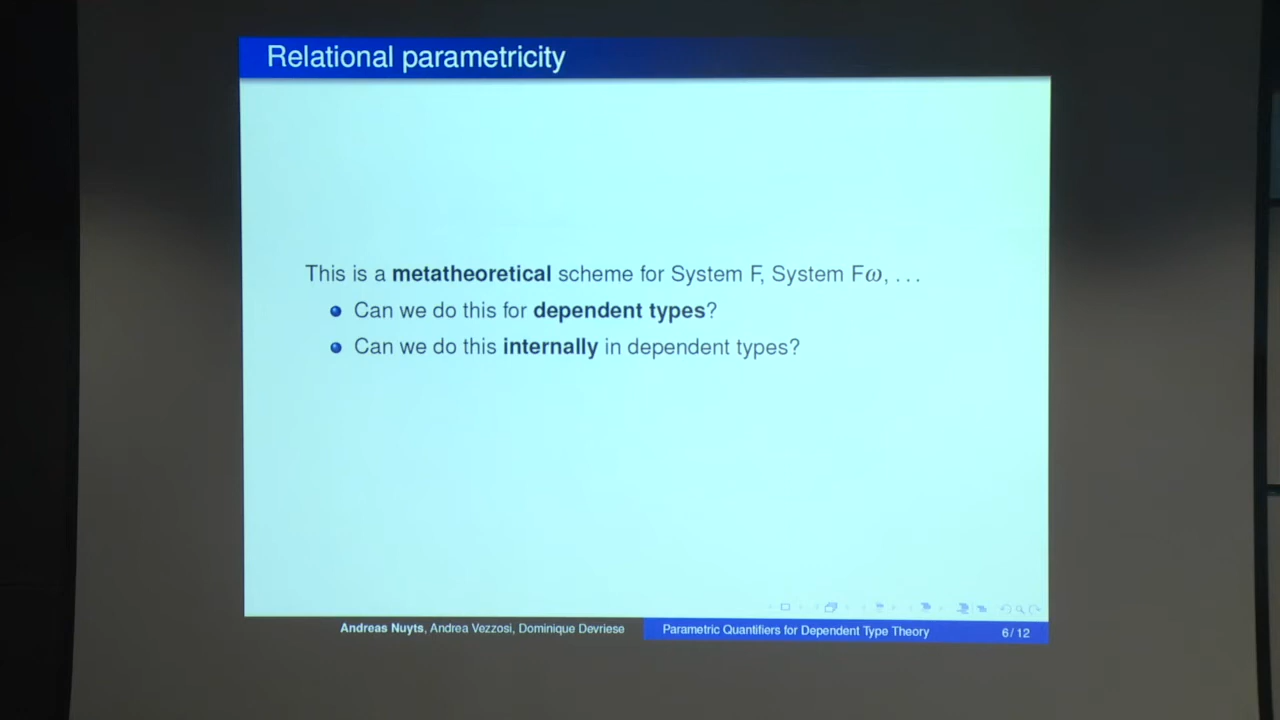 Relational parametricity
This is a metatheoretical scheme for System F, System Fω, . . .
Can we do this for dependent types?
Can we do this internally in dependent types?
Andreas Nuyts, Andrea Vezzosi, Dominique Devriese
Parametric Quantifiers for Dependent Type Theory
6 / 12